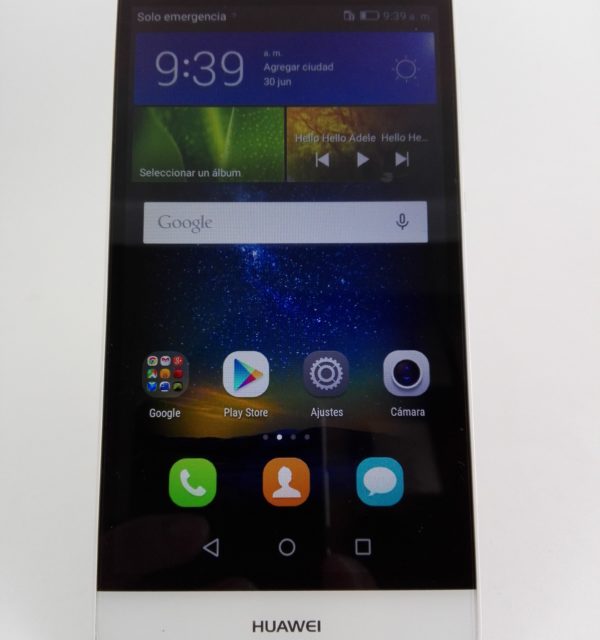 Solo emergencia ?
9:39 a. m.
9:39
a. m.
Agregar ciudad
30 jun
Hello Hello Adele Hello He...
Seleccionar un álbum
Google
Google
Play Store
Ajustes
Cámara
HUAWEI